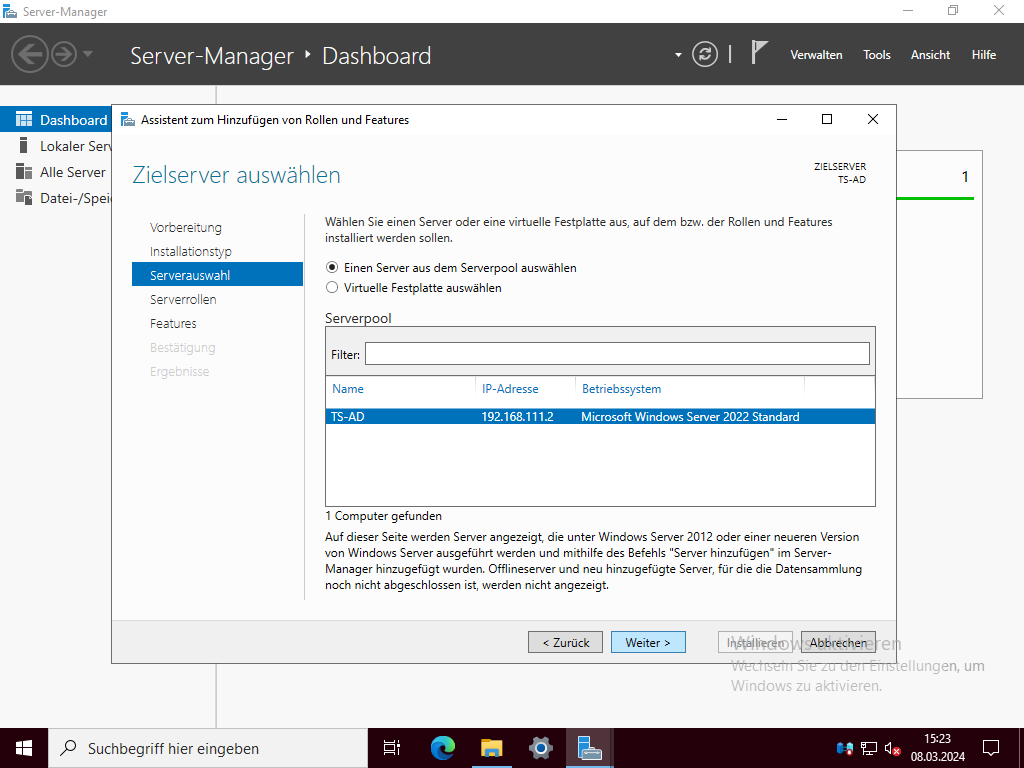 Server-Manager
Server-Manager Dashboard
Verwalten Tools Ansicht Hilfe
Dashboard
Lokaler Serv
Alle Server
Datei-/Speic
1
Assistent zum Hinzufügen von Rollen und Features
Zielserver auswählen
ZIELSERVER
TS-AD
Vorbereitung
Installationstyp
Serverauswahl
Serverrollen
Features
Bestätigung
Ergebnisse
Wählen Sie einen Server oder eine virtuelle Festplatte aus, auf dem bzw. der Rollen und Features
installiert werden sollen.
Einen Server aus dem Serverpool auswählen
Virtuelle Festplatte auswählen
Serverpool
Filter:
Name IP-Adresse Betriebssystem
TS-AD 192.168.111.2 Microsoft Windows Server 2022 Standard
1 Computer gefunden
Auf dieser Seite werden Server angezeigt, die unter Windows Server 2012 oder einer neueren Version
von Windows Server ausgeführt werden und mithilfe des Befehls "Server hinzufügen" im Server-
Manager hinzugefügt wurden. Offlineserver und neu hinzugefügte Server, für die die Datensammlung
noch nicht abgeschlossen ist, werden nicht angezeigt.
< Zurück Weiter > Installieren Abbrechen
Windows aktivieren
Wechseln Sie zu den Einstellungen, um
Windows zu aktivieren.
Suchbegriff hier eingeben
15:23
08.03.2024